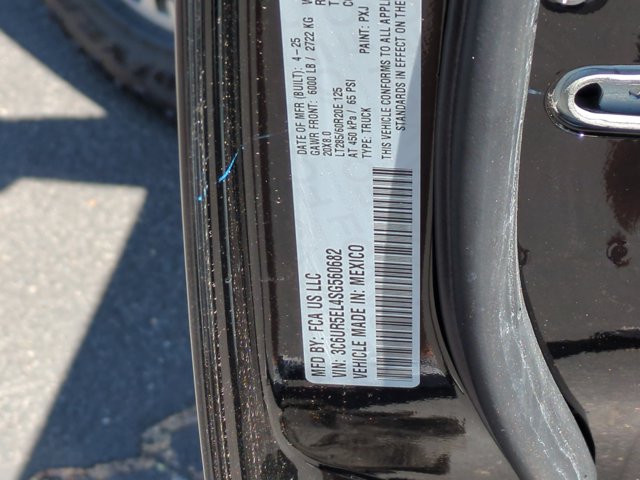 MFD BY: FCA US LLC
VIN: 3C6UR5EL4SG560682
VEHICLE MADE IN: MEXICO
DATE OF MFR (BUILT): 4-25
GAWR FRONT: 6000 LB / 2722 KG
20X8.0
LT285/60R20E 125
AT 450 kPa / 65 PSI
TYPE: TRUCK
PAINT: PXJ
THIS VEHICLE CONFORMS TO ALL APPLI
STANDARDS IN EFFECT ON THE